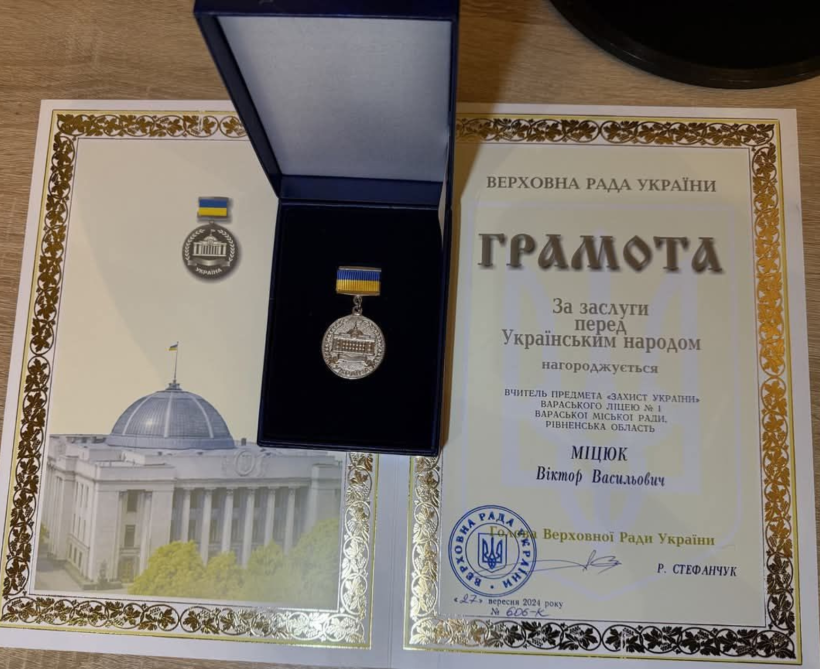 УКРАЇНА
УКРАЇНА
ВЕРХОВНА РАДА УКРАЇНИ
ГРАМОТА
За заслуги
перед
Українським народом
нагороджується
ВЧИТЕЛЬ ПРЕДМЕТА «ЗАХИСТ УКРАЇНИ»
ВАРАСЬКОГО ЛІЦЕЮ № 1
ВАРАСЬКОЇ МІСЬКОЇ РАДИ,
РІВНЕНСЬКА ОБЛАСТЬ
МІЦЮК
Віктор Васильович
Голова Верховної Ради України
Р. СТЕФАНЧУК
ВЕРХОВНА РАДА УКРАЇНИ
«27» вересня 2024 року
№ 606-К